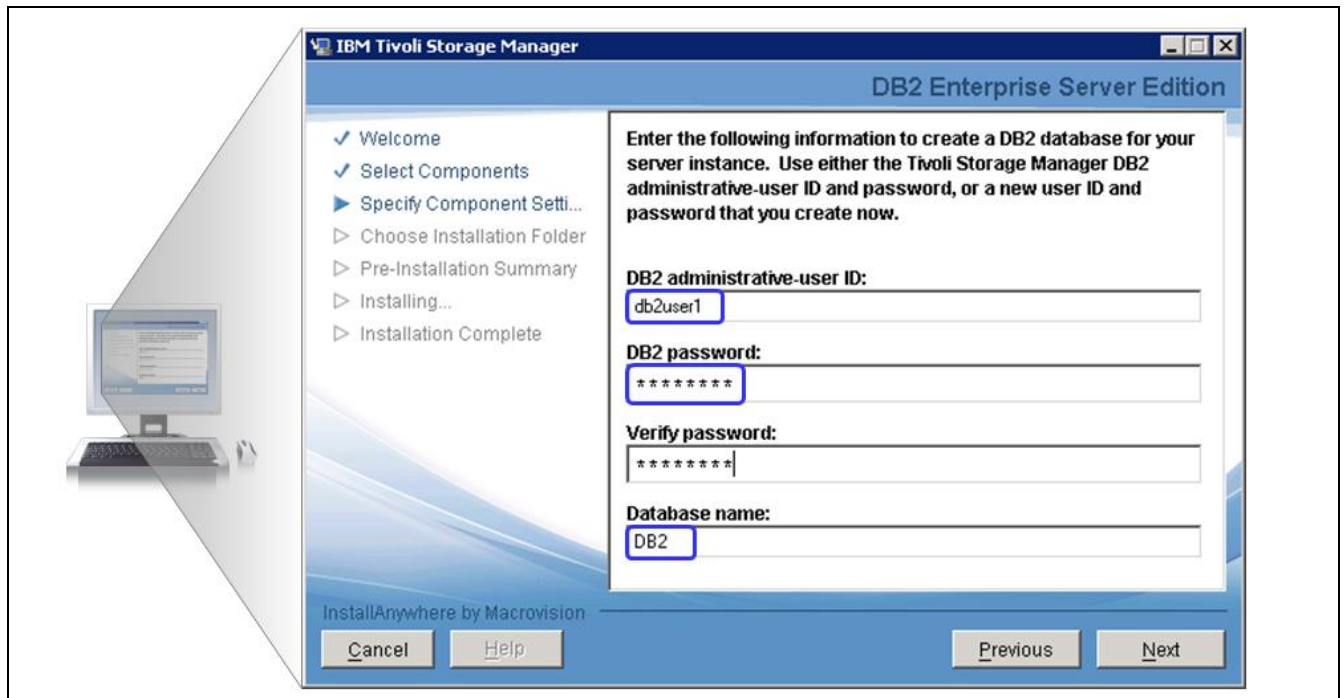 IBM Tivoli Storage Manager
DB2 Enterprise Server Edition
Welcome
Select Components
Specify Component Setti...
Choose Installation Folder
Pre-Installation Summary
Installing...
Installation Complete
Enter the following information to create a DB2 database for your
server instance. Use either the Tivoli Storage Manager DB2
administrative-user ID and password, or a new user ID and
password that you create now.
DB2 administrative-user ID:
db2user1
DB2 password:
********
Verify password:
********
Database name:
DB2
InstallAnywhere by Macrovision
Cancel Help Previous Next